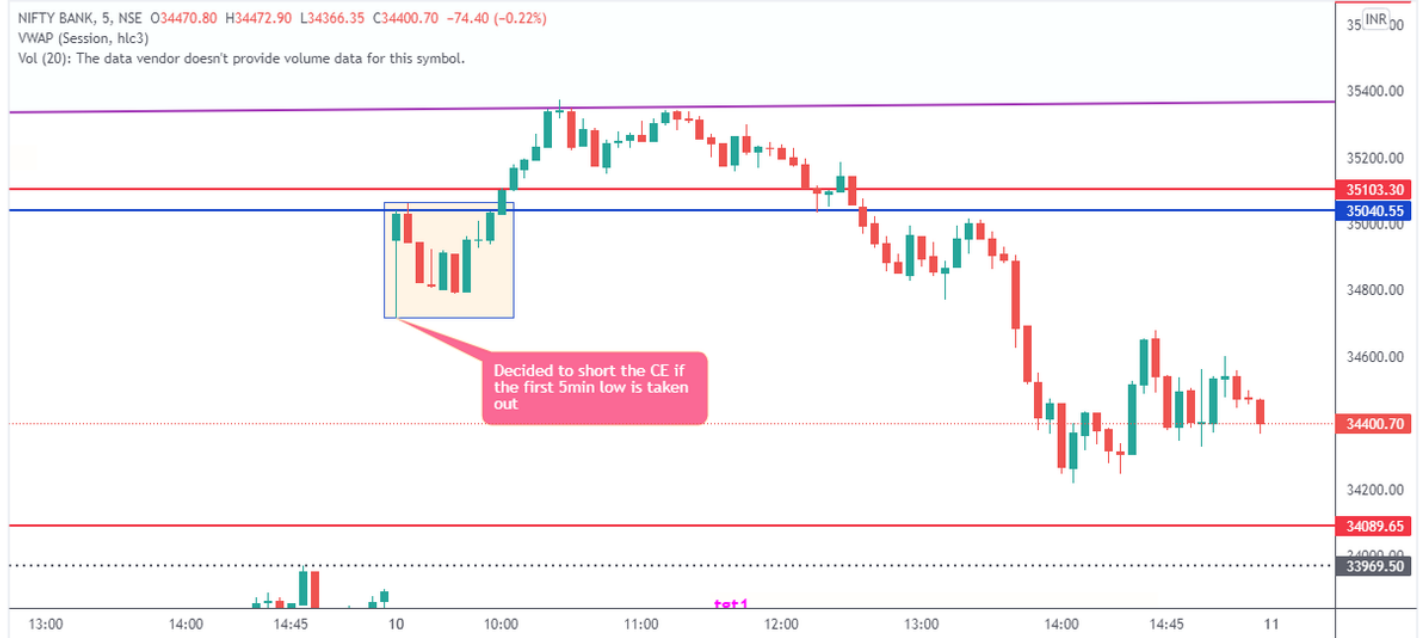 NIFTY BANK, 5, NSE O34470.80 H34472.90 L34366.35 C34400.70 −74.40 (−0.22%)
VWAP (Session, hlc3)
Vol (20): The data vendor doesn't provide volume data for this symbol.
INR
35400.00
35200.00
35103.30
35040.55
35000.00
34800.00
34600.00
34400.70
34200.00
34089.65
34000.00
33969.50
Decided to short the CE if
the first 5min low is taken
out
tgt1
13:00 14:00 14:45 10 10:00 11:00 12:00 13:00 14:00 14:45 11